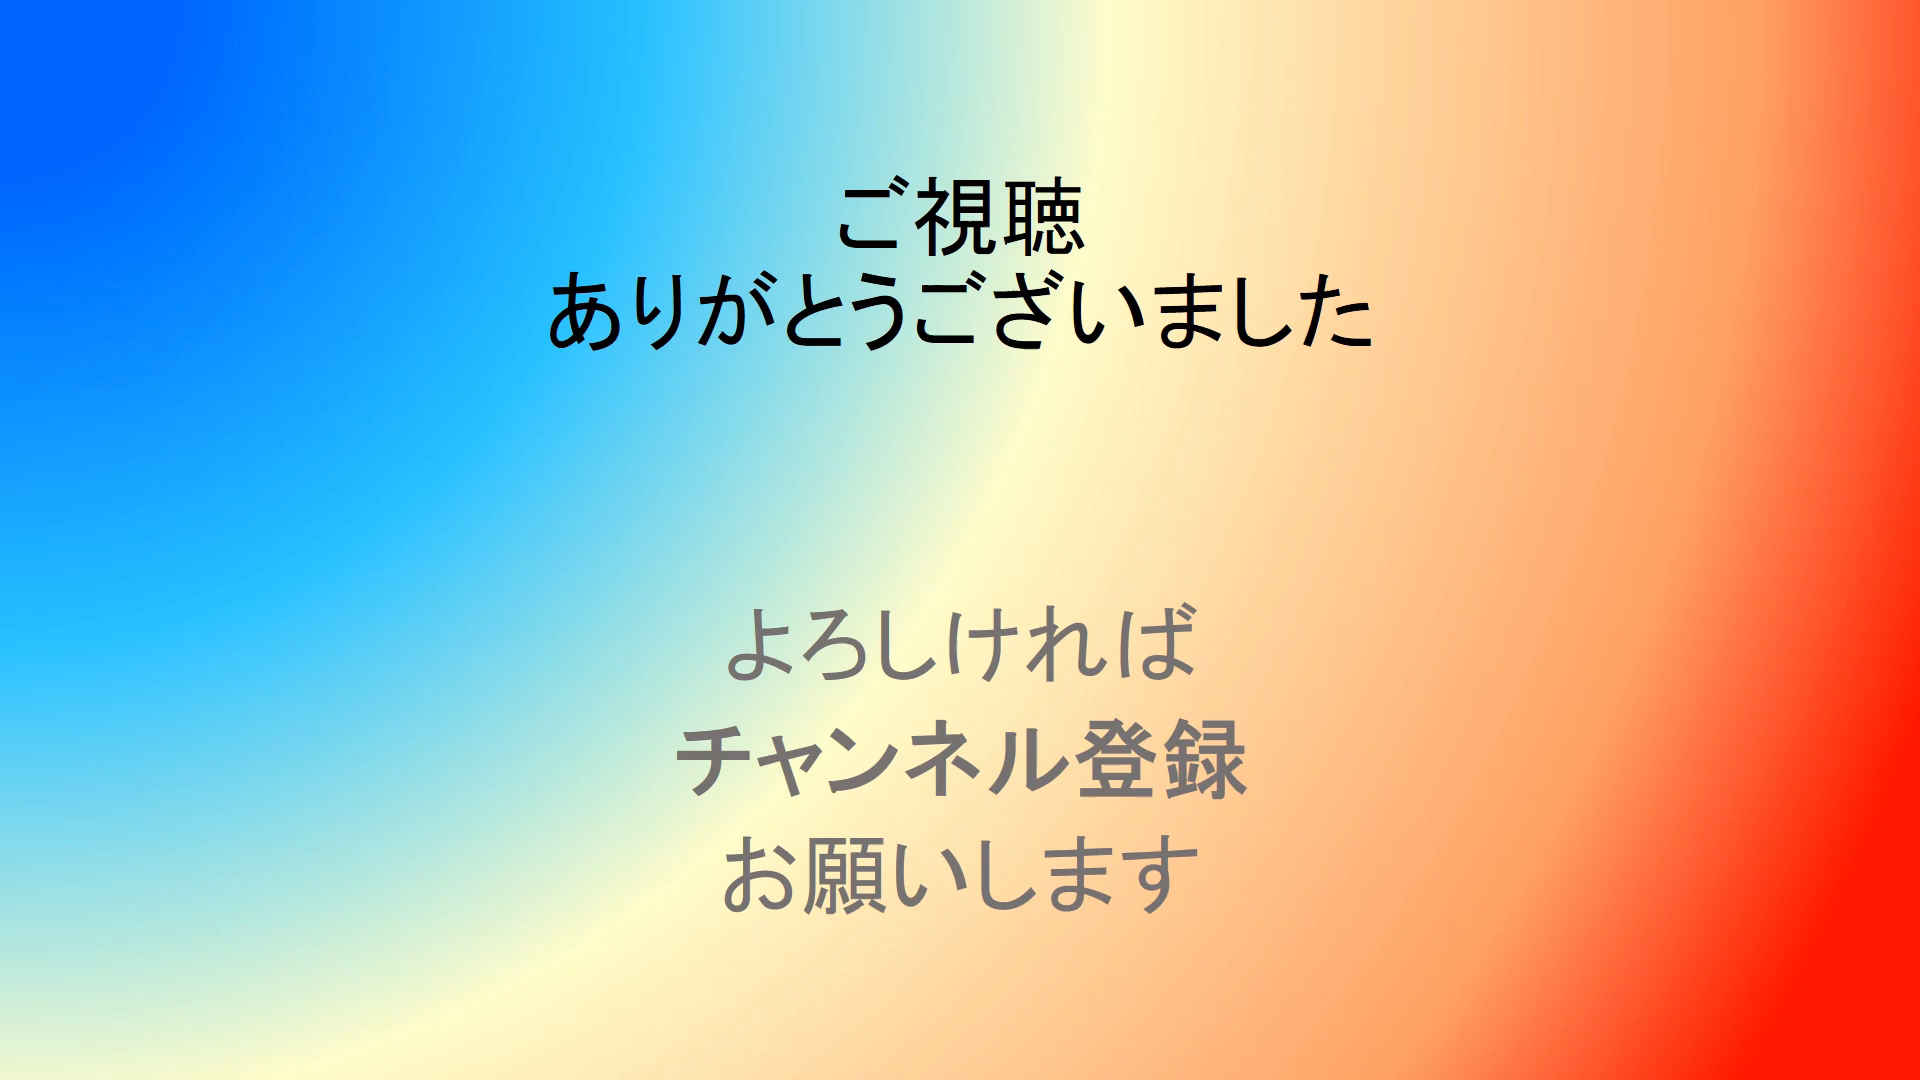 ご視聴
ありがとうございました
よろしければ
チャンネル登録
お願いします